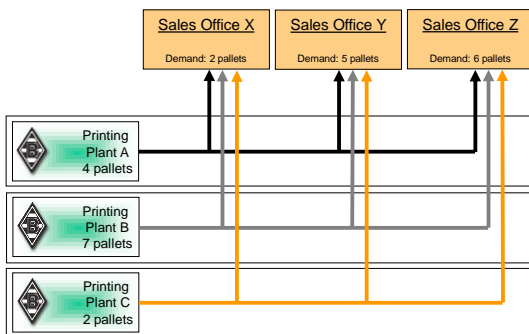 Sales Office X
Demand: 2 pallets
Sales Office Y
Demand: 5 pallets
Sales Office Z
Demand: 6 pallets
B
Printing
Plant A
4 pallets
B
Printing
Plant B
7 pallets
B
Printing
Plant C
2 pallets